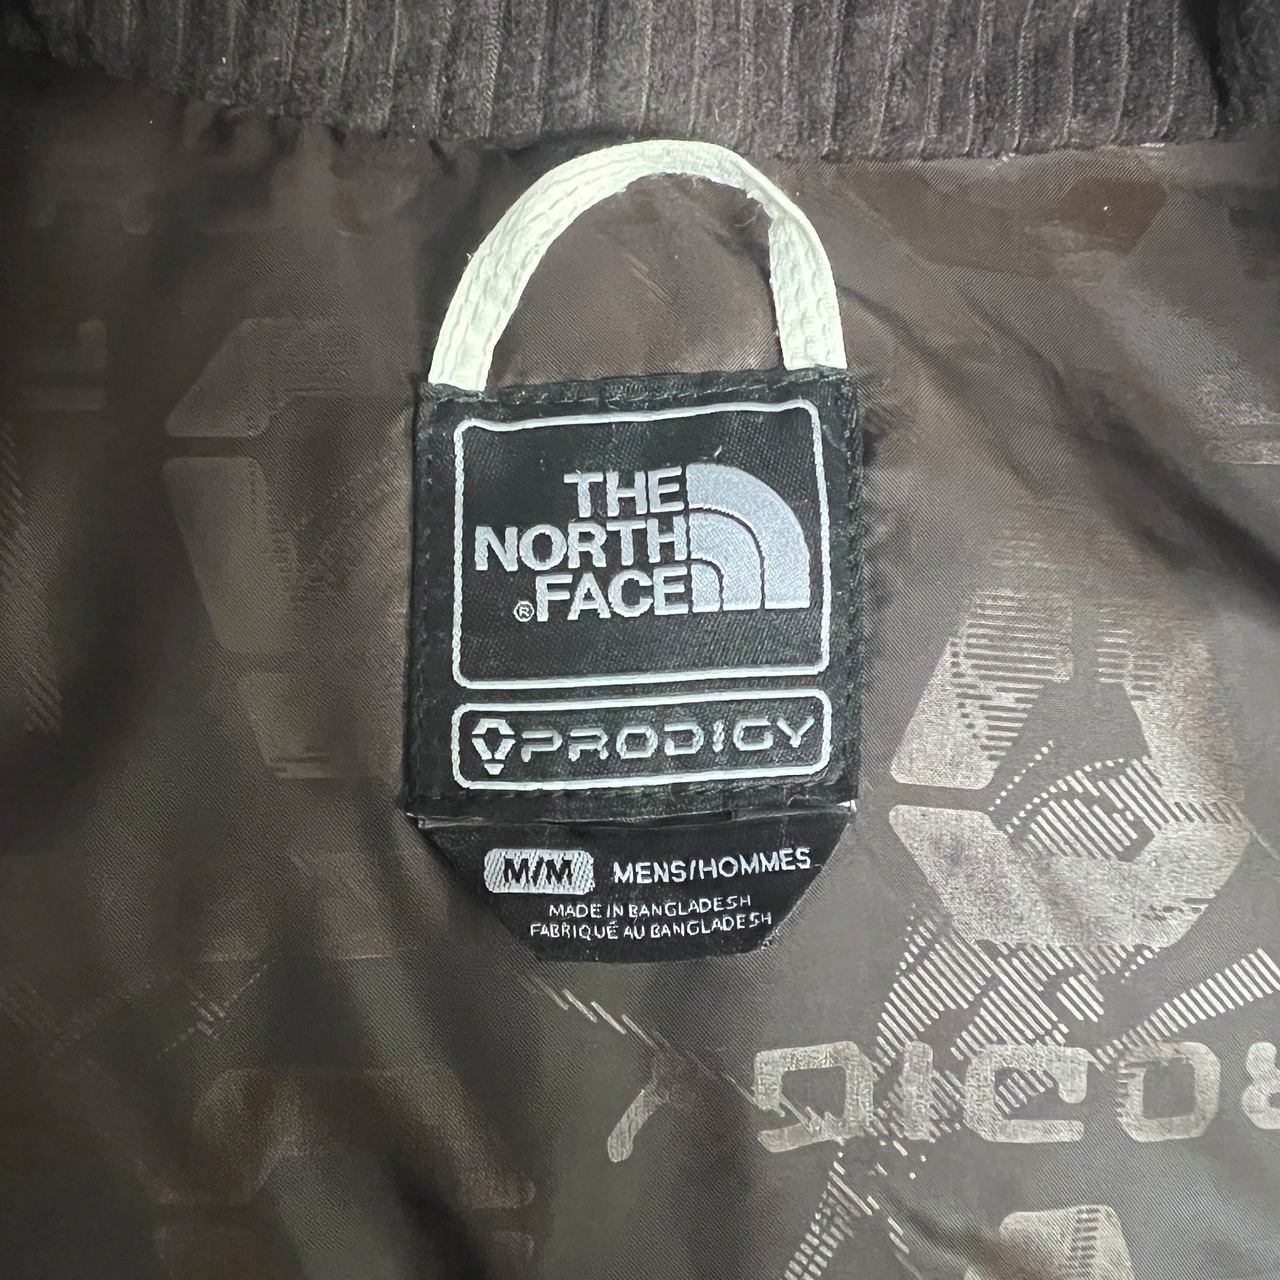 THE
NORTH
®FACE
PRODIGY
M/M MENS/HOMMES
MADE IN BANGLADESH
FABRIQUÉ AU BANGLADESH